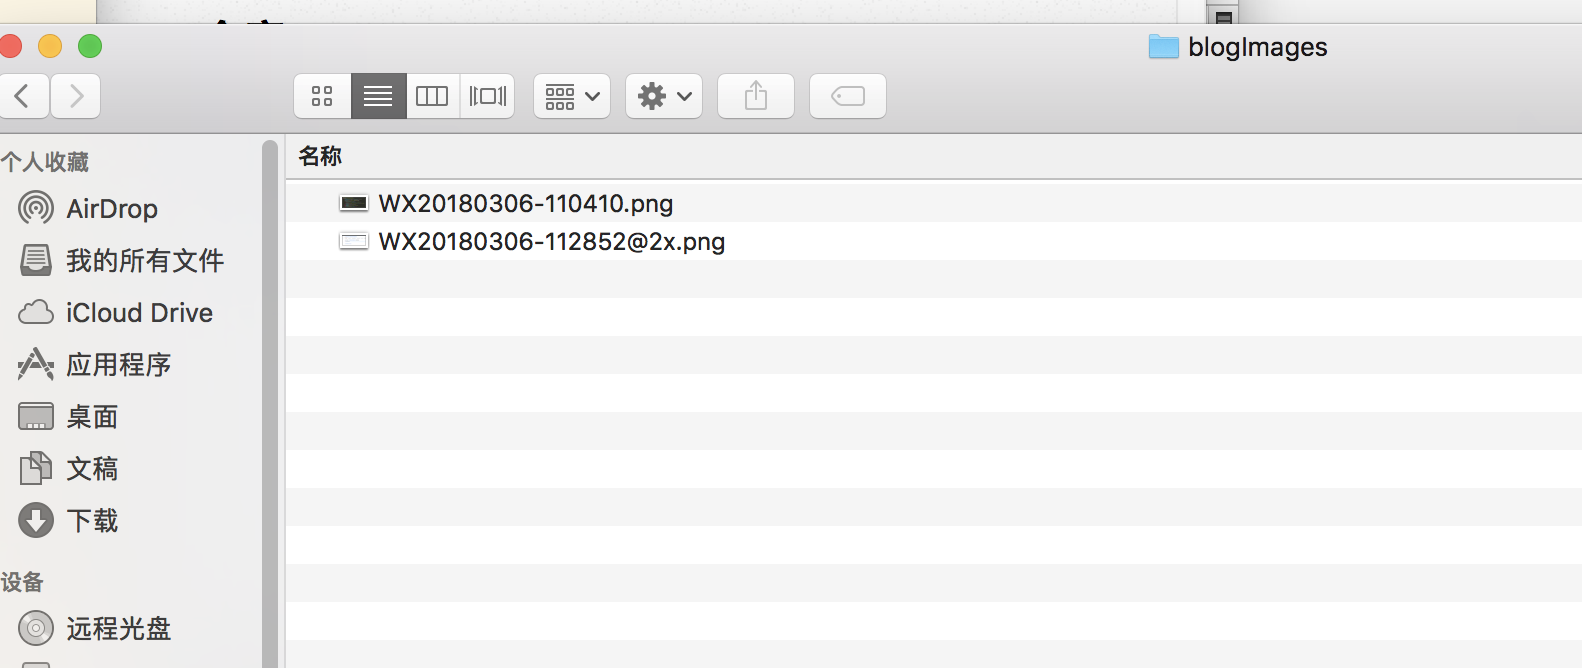 blogImages
个人收藏
AirDrop
我的所有文件
iCloud Drive
应用程序
桌面
文稿
下载
设备
远程光盘
名称
WX20180306-110410.png
WX20180306-112852@2x.png